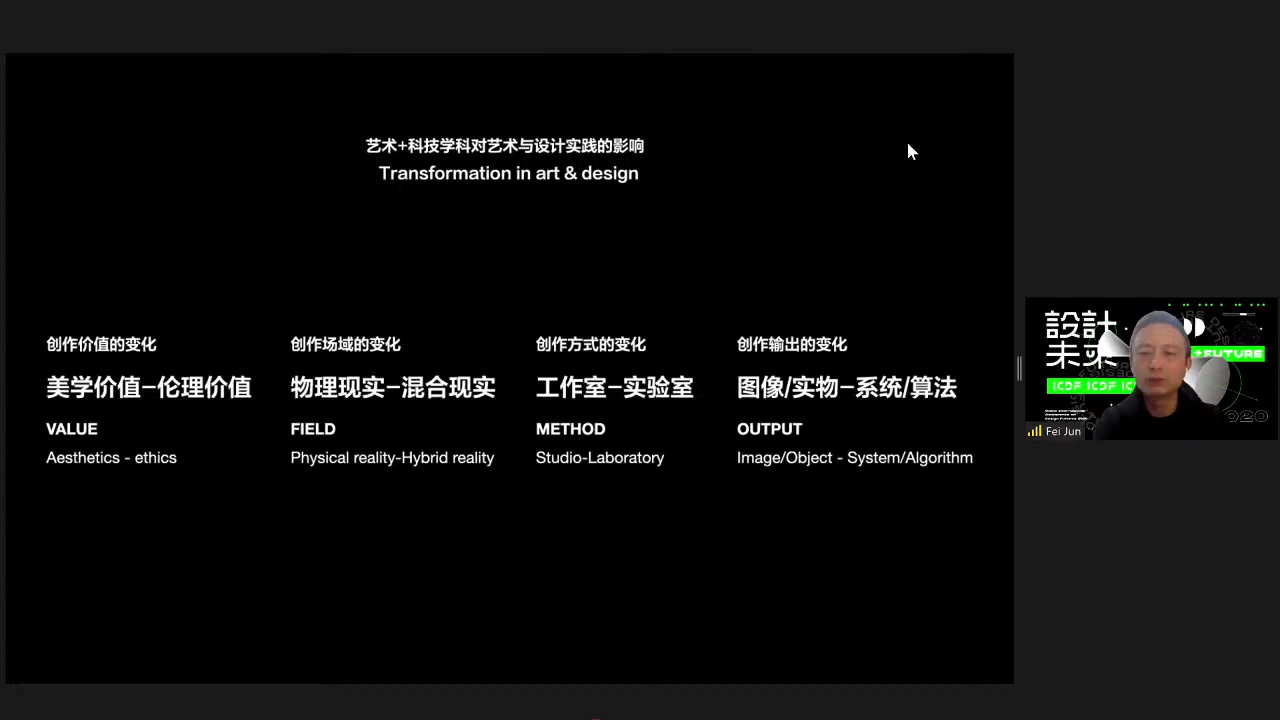 艺术+科技学科对艺术与设计实践的影响
Transformation in art & design
创作价值的变化
美学价值–伦理价值
VALUE
Aesthetics - ethics
创作场域的变化
物理现实–混合现实
FIELD
Physical reality-Hybrid reality
创作方式的变化
工作室–实验室
METHOD
Studio-Laboratory
创作输出的变化
图像/实物–系统/算法
OUTPUT
Image/Object - System/Algorithm
設計
未来
+FUTURE
ICDF ICDF
Fei Jun